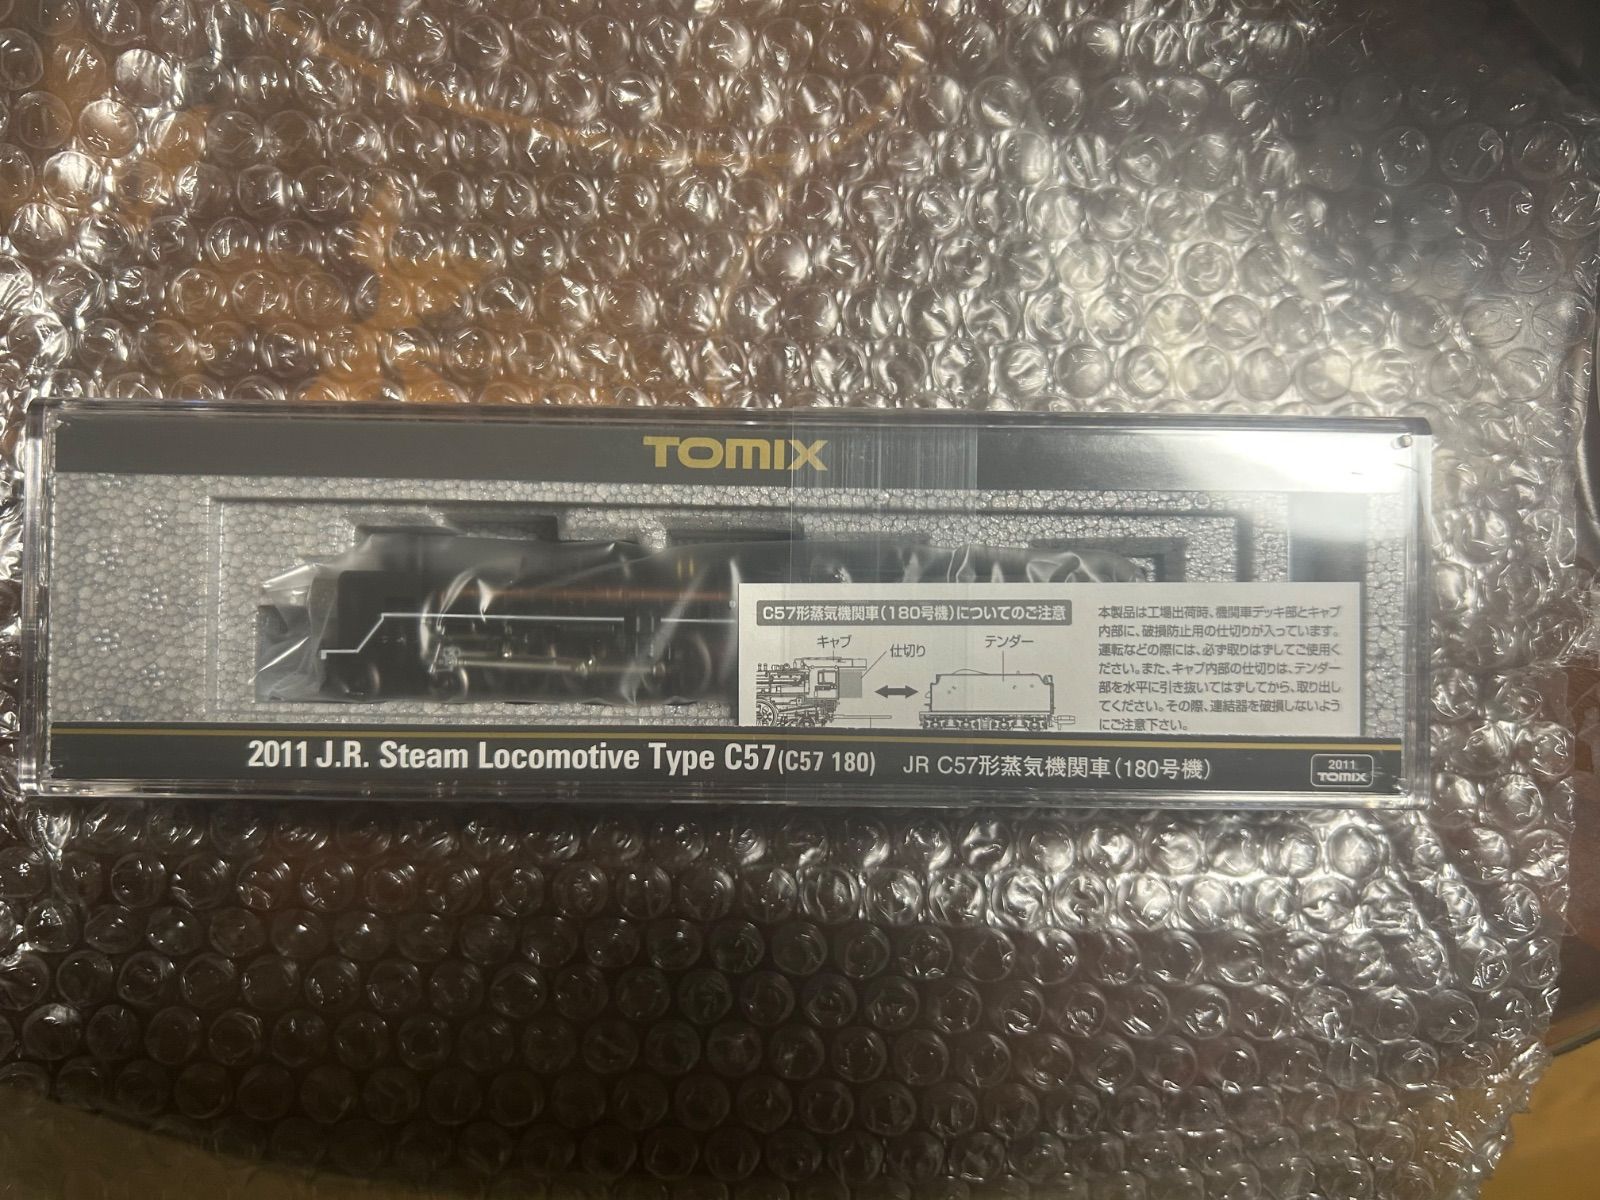 TOMIX
C57形蒸気機関車(180号機)についてのご注意
キャブ
仕切り
テンダー
本製品は工場出荷時、機関車デッキ部とキャブ
内部に、破損防止用の仕切りが入っています。
運転などの際には、必ず取りはずしてご使用く
ださい。また、キャブ内部の仕切りは、テンダー
部を水平に引き抜いてはずしてから、取り出し
てください。その際、連結器を破損しないよう
にご注意下さい。
2011 J.R. Steam Locomotive Type C57(C57 180) JR C57形蒸気機関車(180号機)
2011
TOMIX